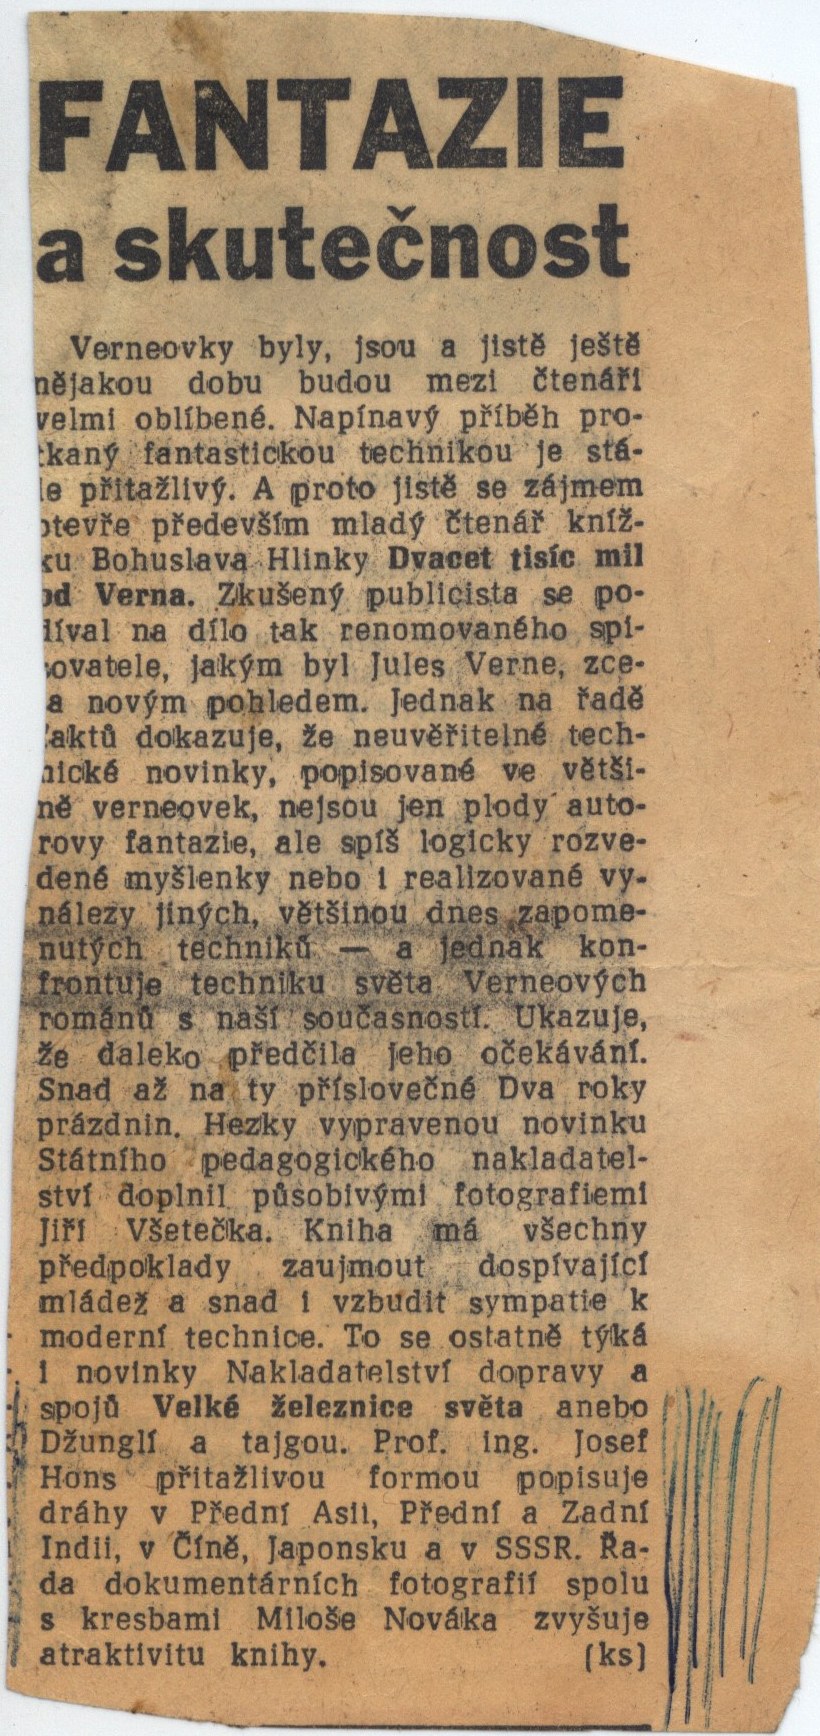 FANTAZIE
a skutečnost
Verneovky byly, jsou a jistě ještě
nějakou dobu budou mezi čtenáři
velmi oblíbené. Napínavý příběh pro-
tkaný fantastickou technikou je stá-
le přitažlivý. A proto jistě se zájmem
otevře především mladý čtenář kníž-
ku Bohuslava Hlinky Dvacet tisíc mil
od Verna. Zkušený publicista se po-
díval na dílo tak renomovaného spi-
sovatele, jakým byl Jules Verne, zce-
la novým pohledem. Jednak na řadě
faktů dokazuje, že neuvěřitelné tech-
nické novinky, popisované ve větši-
ně verneovek, nejsou jen plody auto-
rovy fantazie, ale spíš logicky rozve-
dené myšlenky nebo i realizované vy-
nálezy jiných, většinou dnes zapome-
nutých techniků — a jednak kon-
frontuje techniku světa Verneových
románů s naší současností. Ukazuje,
že daleko předčila jeho očekávání.
Snad až na ty příslovečné Dva roky
prázdnin. Hezky vypravenou novinku
Státního pedagogického nakladatel-
ství doplnil působivými fotografiemi
Jiří Všetečka. Kniha má všechny
předpoklady zaujmout dospívající
mládež a snad i vzbudit sympatie k
moderní technice. To se ostatně týká
i novinky Nakladatelství dopravy a
spojů Velké železnice světa anebo
Džunglí a tajgou. Prof. ing. Josef
Hons přitažlivou formou popisuje
dráhy v Přední Asii, Přední a Zadní
Indii, v Číně, Japonsku a v SSSR. Řa-
da dokumentárních fotografií spolu
s kresbami Miloše Nováka zvyšuje
atraktivitu knihy. (ks)